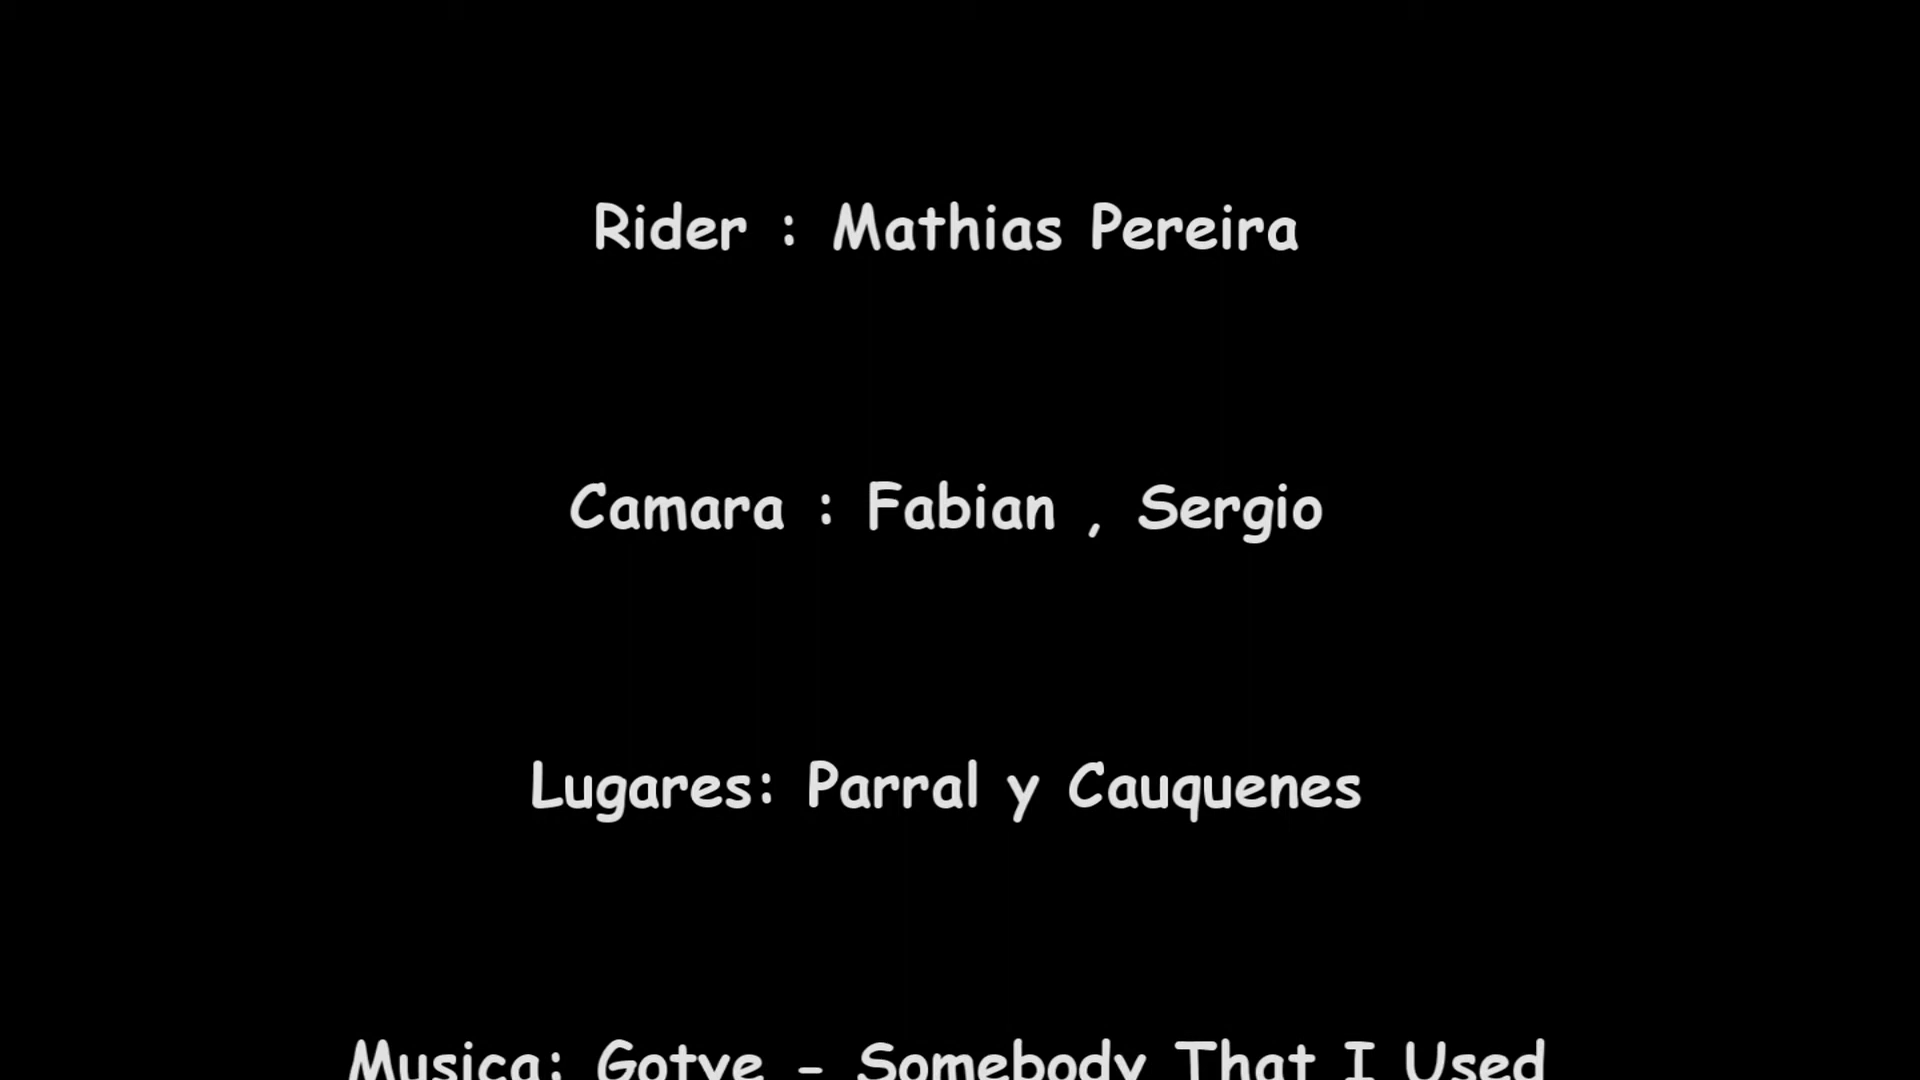 Rider : Mathias Pereira
Camara : Fabian , Sergio
Lugares: Parral y Cauquenes
Musica: Gotye - Somebody That I Used